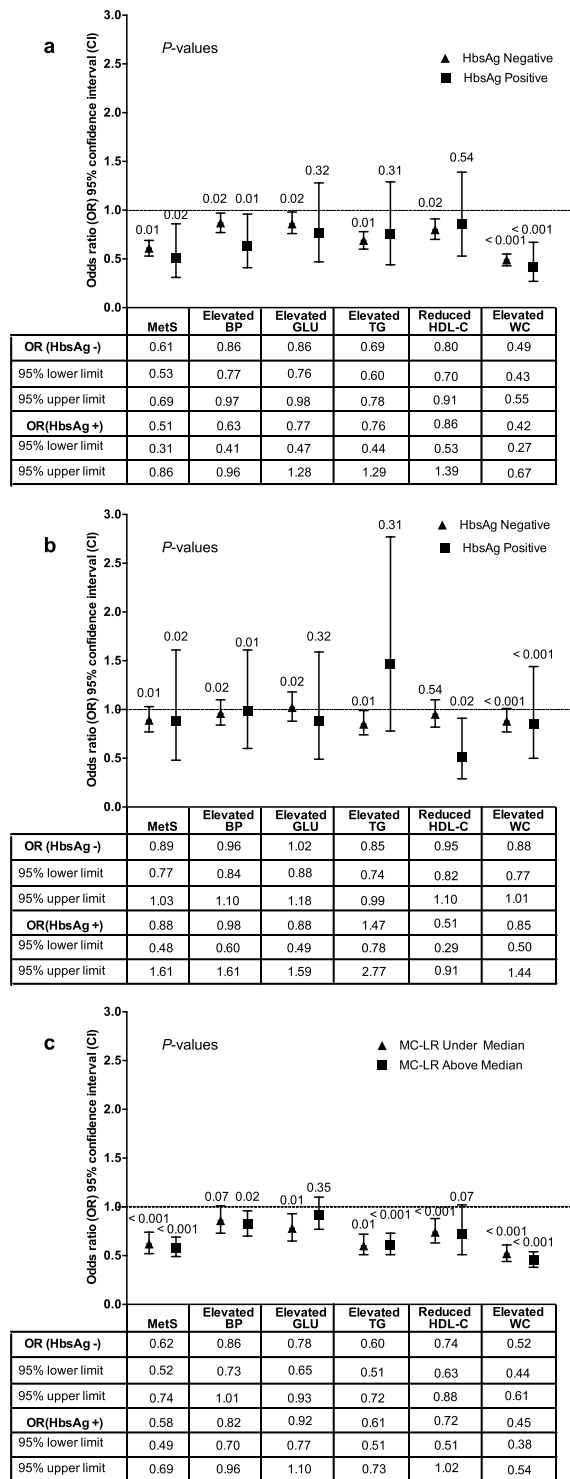 a
P-values
HbsAg Negative
HbsAg Positive
Odds ratio (OR) 95% confidence interval (CI)
3.0
2.5
2.0
1.5
1.0
0.5
0.0
0.01 0.02 0.02 0.01 0.02 0.32 0.01 0.31 0.02 0.54 < 0.001 < 0.001
MetS Elevated BP Elevated GLU Elevated TG Reduced HDL-C Elevated WC
OR (HbsAg -) 0.61 0.86 0.86 0.69 0.80 0.49
95% lower limit 0.53 0.77 0.76 0.60 0.70 0.43
95% upper limit 0.69 0.97 0.98 0.78 0.91 0.55
OR(HbsAg +) 0.51 0.63 0.77 0.76 0.86 0.42
95% lower limit 0.31 0.41 0.47 0.44 0.53 0.27
95% upper limit 0.86 0.96 1.28 1.29 1.39 0.67
b
P-values
HbsAg Negative
HbsAg Positive
Odds ratio (OR) 95% confidence interval (CI)
3.0
2.5
2.0
1.5
1.0
0.5
0.0
0.01 0.02 0.02 0.01 0.02 0.32 0.01 0.31 0.54 0.02 < 0.001 < 0.001
MetS Elevated BP Elevated GLU Elevated TG Reduced HDL-C Elevated WC
OR (HbsAg -) 0.89 0.96 1.02 0.85 0.95 0.88
95% lower limit 0.77 0.84 0.88 0.74 0.82 0.77
95% upper limit 1.03 1.10 1.18 0.99 1.10 1.01
OR(HbsAg +) 0.88 0.98 0.88 1.47 0.51 0.85
95% lower limit 0.48 0.60 0.49 0.78 0.29 0.50
95% upper limit 1.61 1.61 1.59 2.77 0.91 1.44
c
P-values
MC-LR Under Median
MC-LR Above Median
Odds ratio (OR) 95% confidence interval (CI)
3.0
2.5
2.0
1.5
1.0
0.5
0.0
< 0.001 < 0.001 0.07 0.02 0.01 0.35 0.01 < 0.001 < 0.001 0.07 < 0.001 < 0.001
MetS Elevated BP Elevated GLU Elevated TG Reduced HDL-C Elevated WC
OR (HbsAg -) 0.62 0.86 0.78 0.60 0.74 0.52
95% lower limit 0.52 0.73 0.65 0.51 0.63 0.44
95% upper limit 0.74 1.01 0.93 0.72 0.88 0.61
OR(HbsAg +) 0.58 0.82 0.92 0.61 0.72 0.45
95% lower limit 0.49 0.70 0.77 0.51 0.51 0.38
95% upper limit 0.69 0.96 1.10 0.73 1.02 0.54